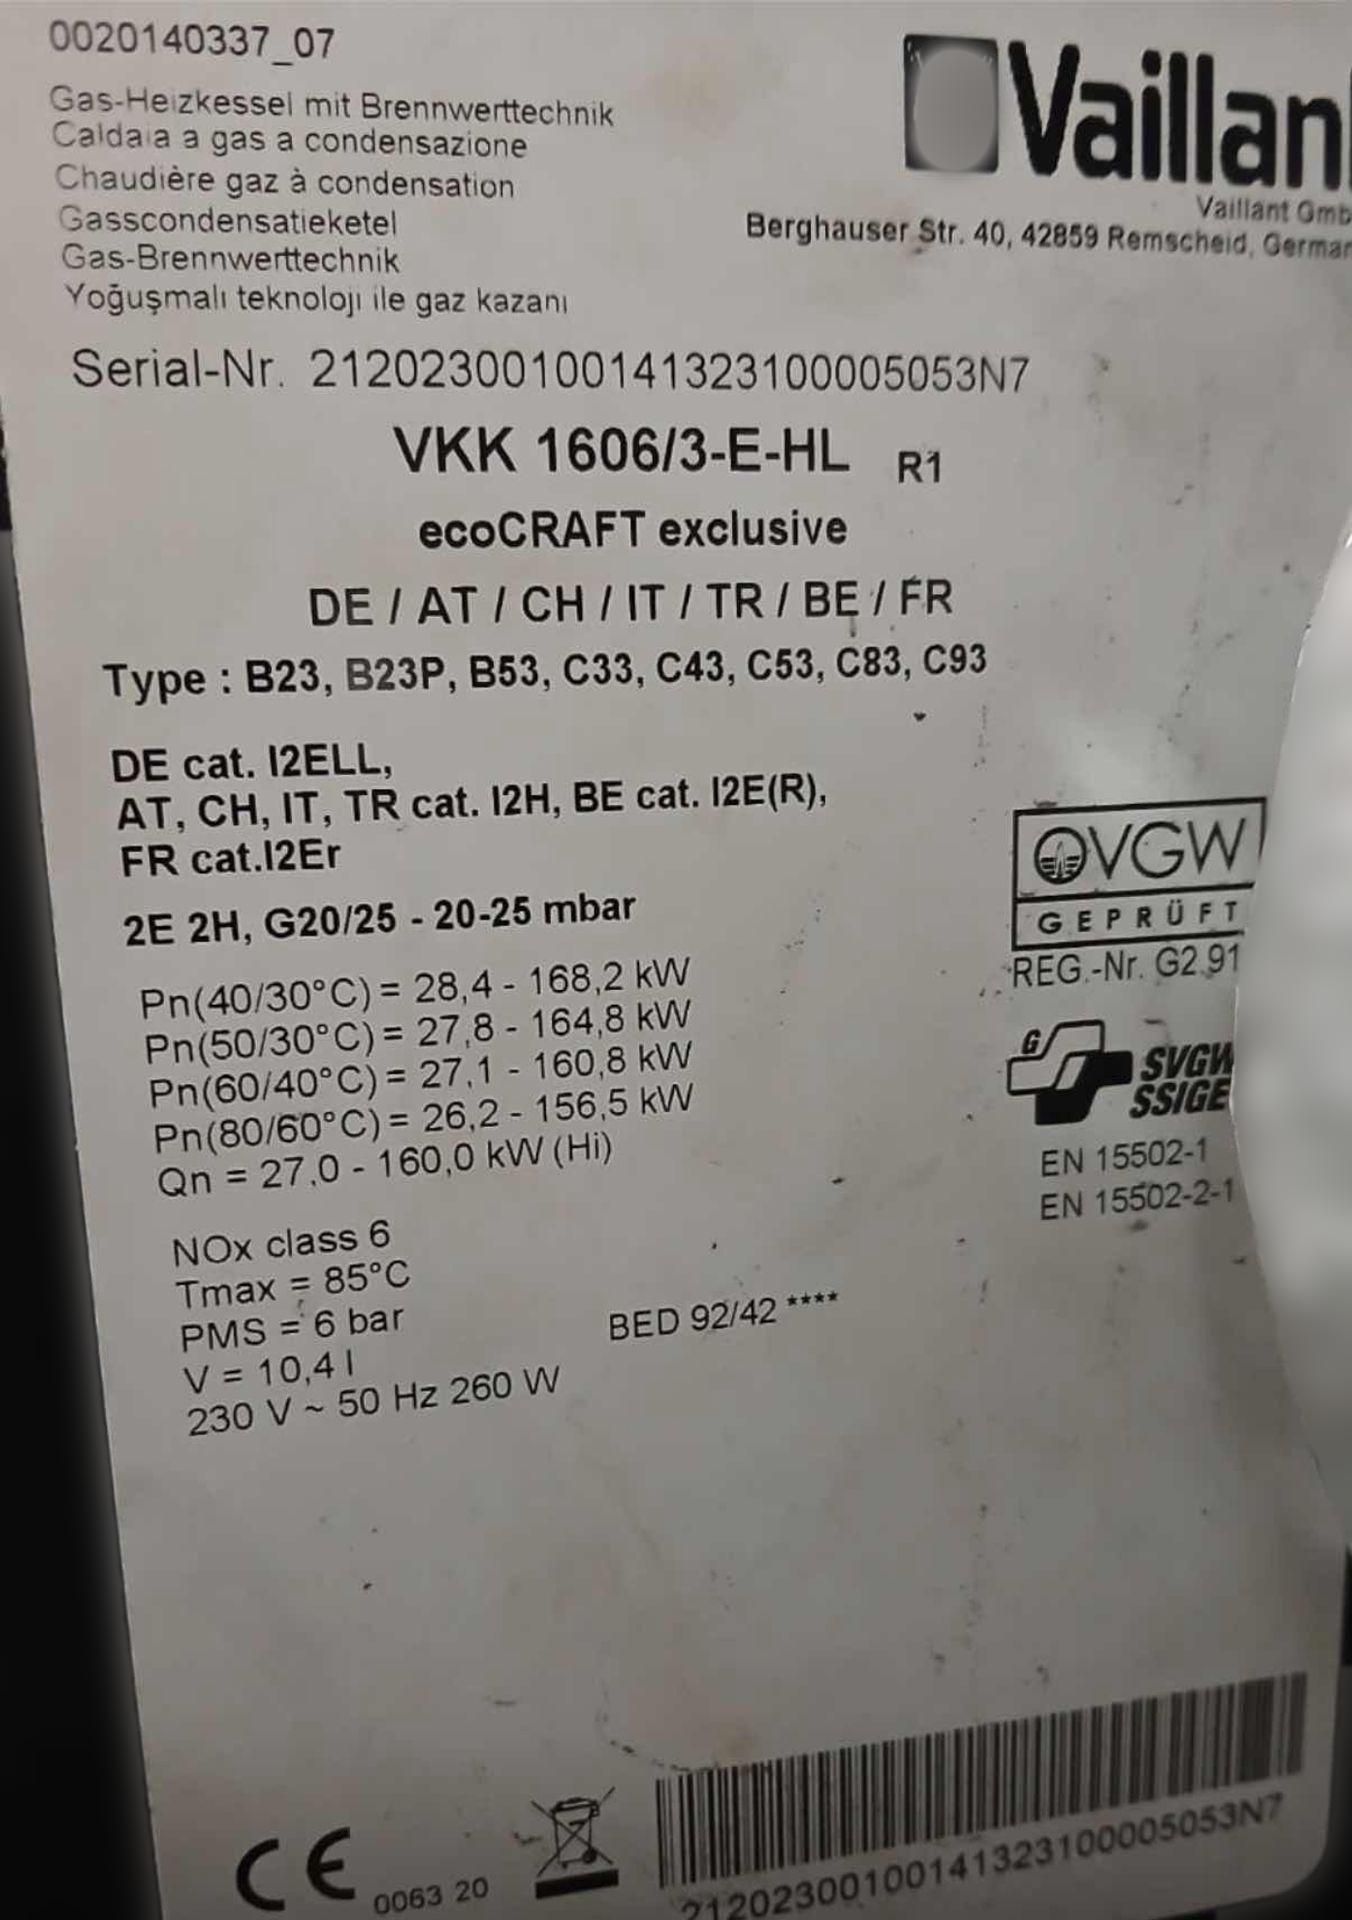 0020140337_07
Gas-Heizkessel mit Brennwerttechnik
Caldaia a gas a condensazione
Chaudière gaz à condensation
Gasscondensatieketel
Gas-Brennwerttechnik
Yoğuşmalı teknoloji ile gaz kazanı
Vaillant
Vaillant Gmb
Berghauser Str. 40, 42859 Remscheid, German
Serial-Nr. 21202300100141323100005053N7
VKK 1606/3-E-HL R1
ecoCRAFT exclusive
DE / AT / CH / IT / TR / BE / FR
Type : B23, B23P, B53, C33, C43, C53, C83, C93
DE cat. I2ELL,
AT, CH, IT, TR cat. I2H, BE cat. I2E(R),
FR cat.I2Er
2E 2H, G20/25 - 20-25 mbar
Pn(40/30°C) = 28,4 - 168,2 kW
Pn(50/30°C) = 27,8 - 164,8 kW
Pn(60/40°C) = 27,1 - 160,8 kW
Pn(80/60°C) = 26,2 - 156,5 kW
Qn = 27,0 - 160,0 kW (Hi)
OVGW
GEPRÜFT
REG.-Nr. G2.91
G
SVGW
SSIGE
EN 15502-1
EN 15502-2-1
NOx class 6
Tmax = 85°C
PMS = 6 bar
V = 10,4 l
230 V ~ 50 Hz 260 W
BED 92/42 ****
CE 0063 20
21202300100141323100005053N7